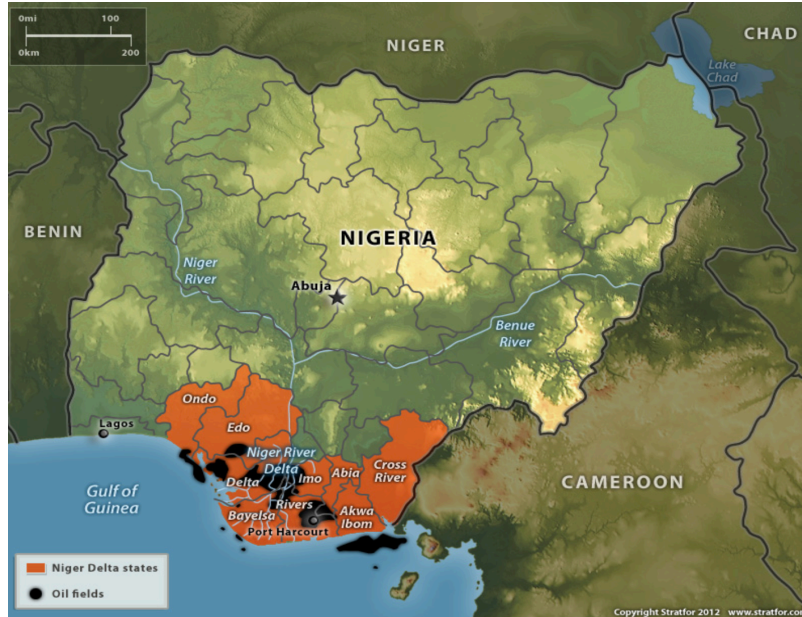 0mi 100
0km 200
NIGER
CHAD
Lake
Chad
BENIN
NIGERIA
Niger
River
Abuja
Benue
River
Ondo
Lagos
Edo
Niger River
Delta
Cross
River
Delta
Imo
Abia
CAMEROON
Gulf of
Guinea
Bayelsa
Rivers
Akwa
Ibom
Port Harcourt
Niger Delta states
Oil fields
Copyright Stratfor 2012 www.stratfor.com